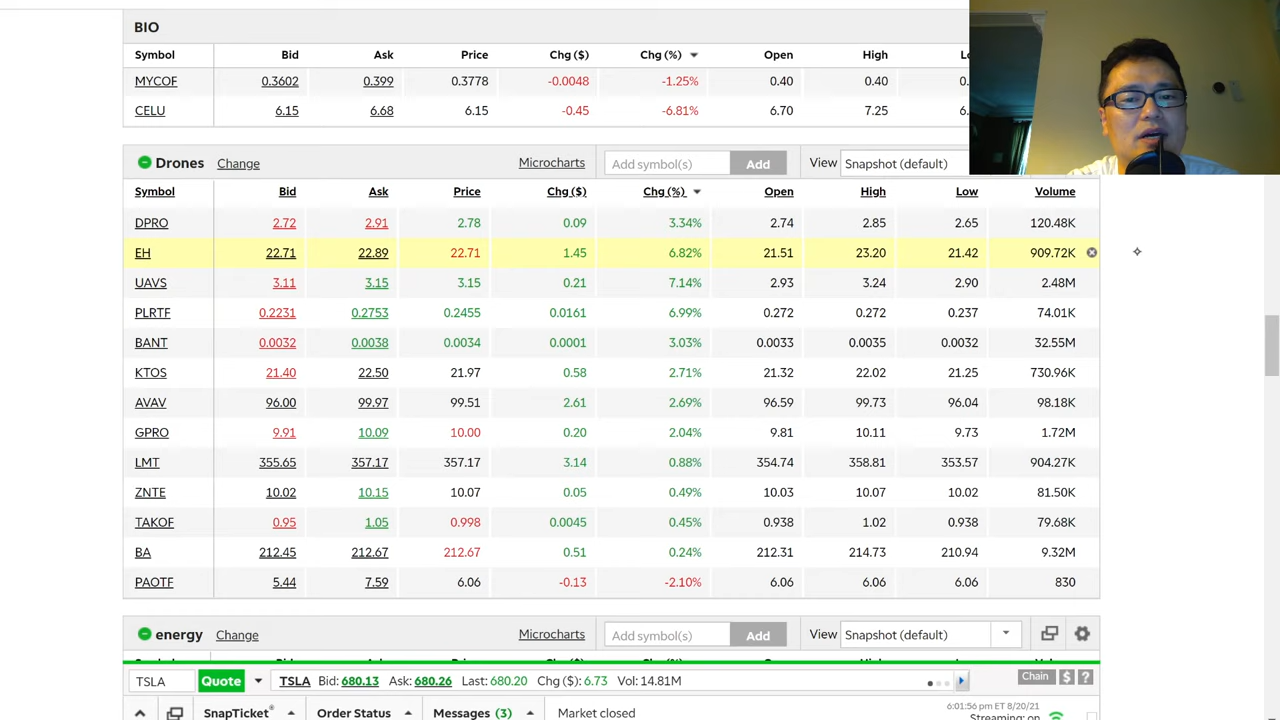 BIO
Symbol Bid Ask Price Chg ($) Chg (%) Open High
MYCOF 0.3602 0.399 0.3778 -0.0048 -1.25% 0.40 0.40
CELU 6.15 6.68 6.15 -0.45 -6.81% 6.70 7.25
Drones Change Microcharts Add symbol(s) Add View Snapshot (default)
Symbol Bid Ask Price Chg ($) Chg (%) Open High Low Volume
DPRO 2.72 2.91 2.78 0.09 3.34% 2.74 2.85 2.65 120.48K
EH 22.71 22.89 22.71 1.45 6.82% 21.51 23.20 21.42 909.72K
UAVS 3.11 3.15 3.15 0.21 7.14% 2.93 3.24 2.90 2.48M
PLRTF 0.2231 0.2753 0.2455 0.0161 6.99% 0.272 0.272 0.237 74.01K
BANT 0.0032 0.0038 0.0034 0.0001 3.03% 0.0033 0.0035 0.0032 32.55M
KTOS 21.40 22.50 21.97 0.58 2.71% 21.32 22.02 21.25 730.96K
AVAV 96.00 99.97 99.51 2.61 2.69% 96.59 99.73 96.04 98.18K
GPRO 9.91 10.09 10.00 0.20 2.04% 9.81 10.11 9.73 1.72M
LMT 355.65 357.17 357.17 3.14 0.88% 354.74 358.81 353.57 904.27K
ZNTE 10.02 10.15 10.07 0.05 0.49% 10.03 10.07 10.02 81.50K
TAKOF 0.95 1.05 0.998 0.0045 0.45% 0.938 1.02 0.938 79.68K
BA 212.45 212.67 212.67 0.51 0.24% 212.31 214.73 210.94 9.32M
PAOTF 5.44 7.59 6.06 -0.13 -2.10% 6.06 6.06 6.06 830
energy Change Microcharts Add symbol(s) Add View Snapshot (default)
TSLA Quote TSLA Bid: 680.13 Ask: 680.26 Last: 680.20 Chg ($): 6.73 Vol: 14.81M Chain $ ?
SnapTicket® Order Status Messages (3) Market closed 6:01:56 pm ET 8/20/21
Streaming: on